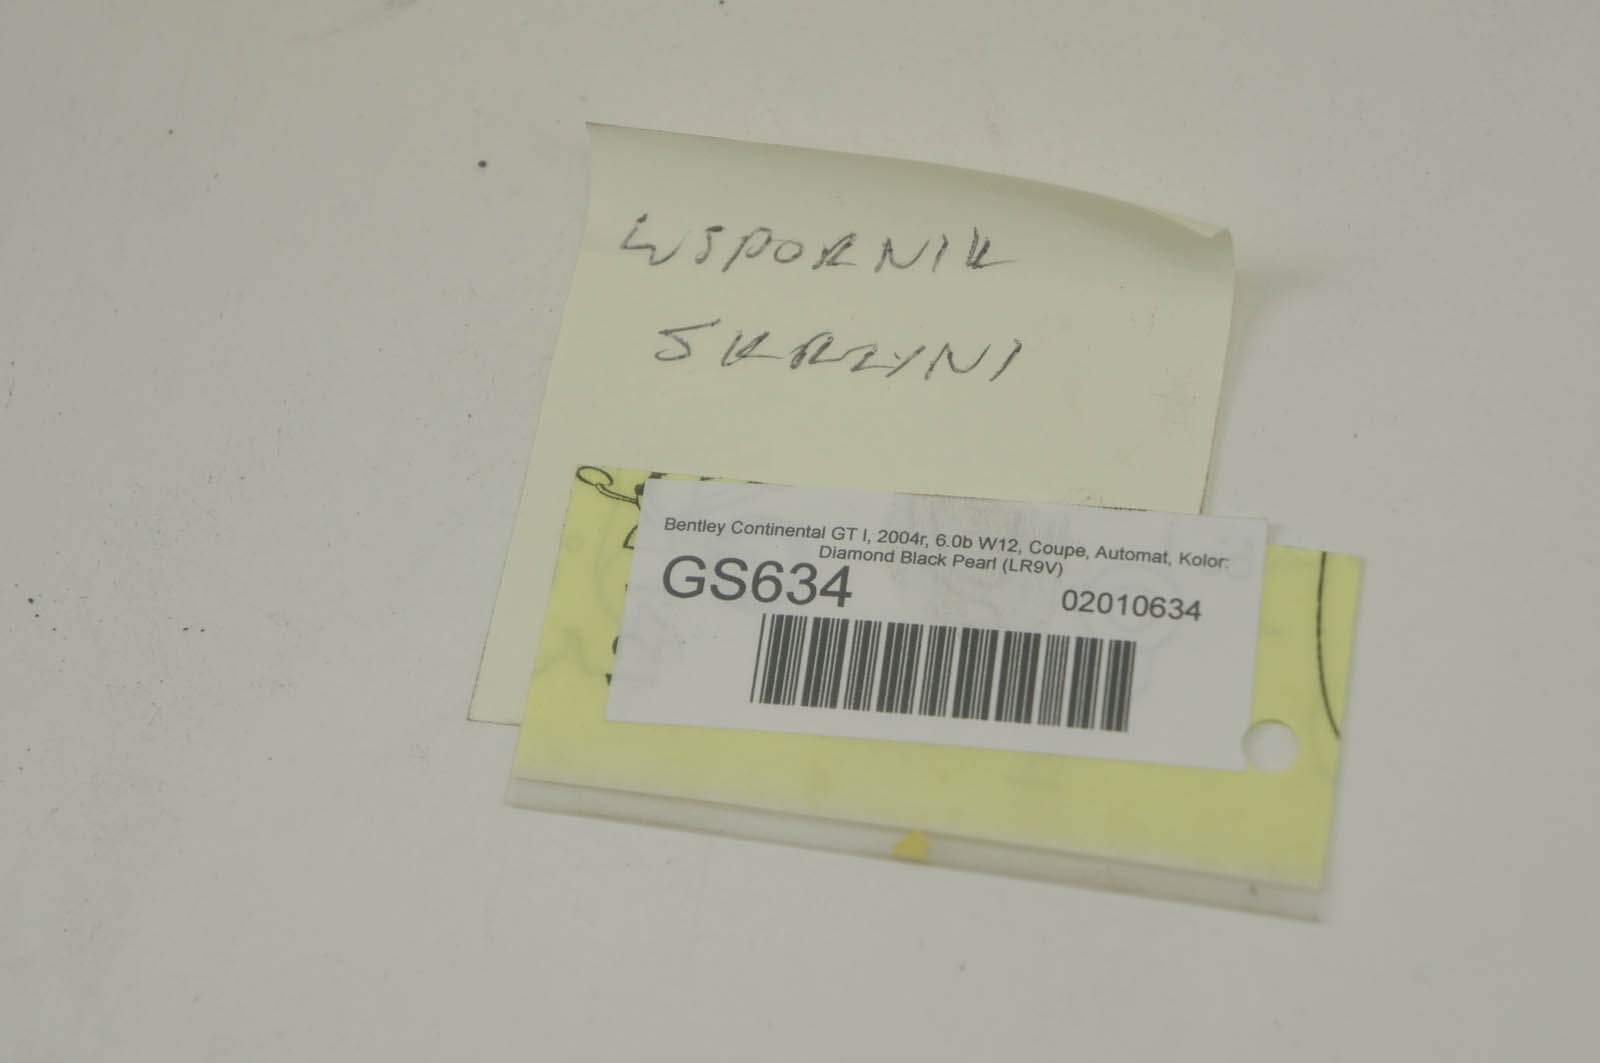 WSPORNIK
SKRZYNI
Bentley Continental GT I, 2004r, 6.0b W12, Coupe, Automat, Kolor:
Diamond Black Pearl (LR9V)
GS634
02010634